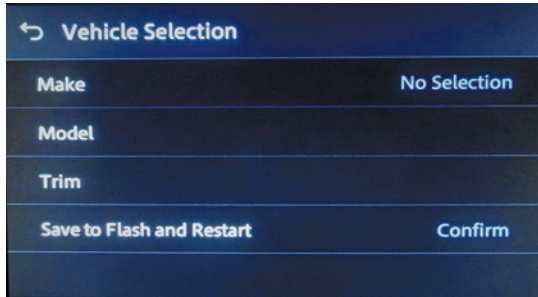 Vehicle Selection
Make No Selection
Model
Trim
Save to Flash and Restart Confirm